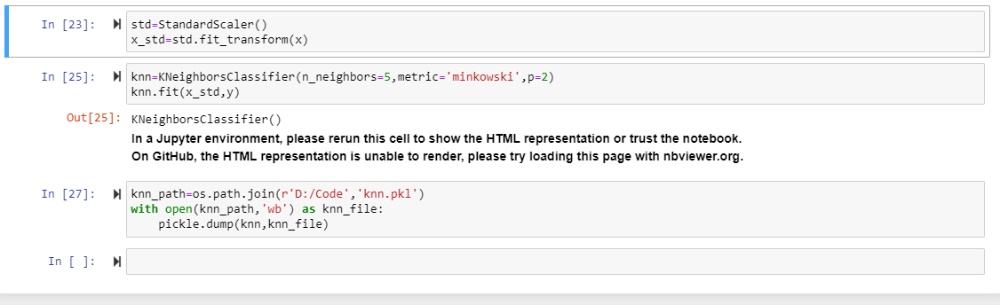 In [23]: std=StandardScaler()
x_std=std.fit_transform(x)
In [25]: knn=KNeighborsClassifier(n_neighbors=5,metric='minkowski',p=2)
knn.fit(x_std,y)
Out[25]: KNeighborsClassifier()
In a Jupyter environment, please rerun this cell to show the HTML representation or trust the notebook.
On GitHub, the HTML representation is unable to render, please try loading this page with nbviewer.org.
In [27]: knn_path=os.path.join(r'D:/Code','knn.pkl')
with open(knn_path,'wb') as knn_file:
    pickle.dump(knn,knn_file)
In [ ]: